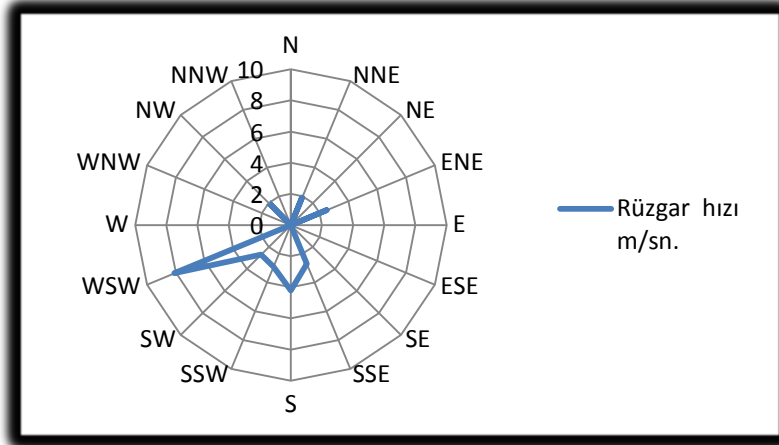 N
NNE
NE
ENE
E
ESE
SE
SSE
S
SSW
SW
WSW
W
WNW
NW
NNW
10
8
6
4
2
0
Rüzgar hızı
m/sn.